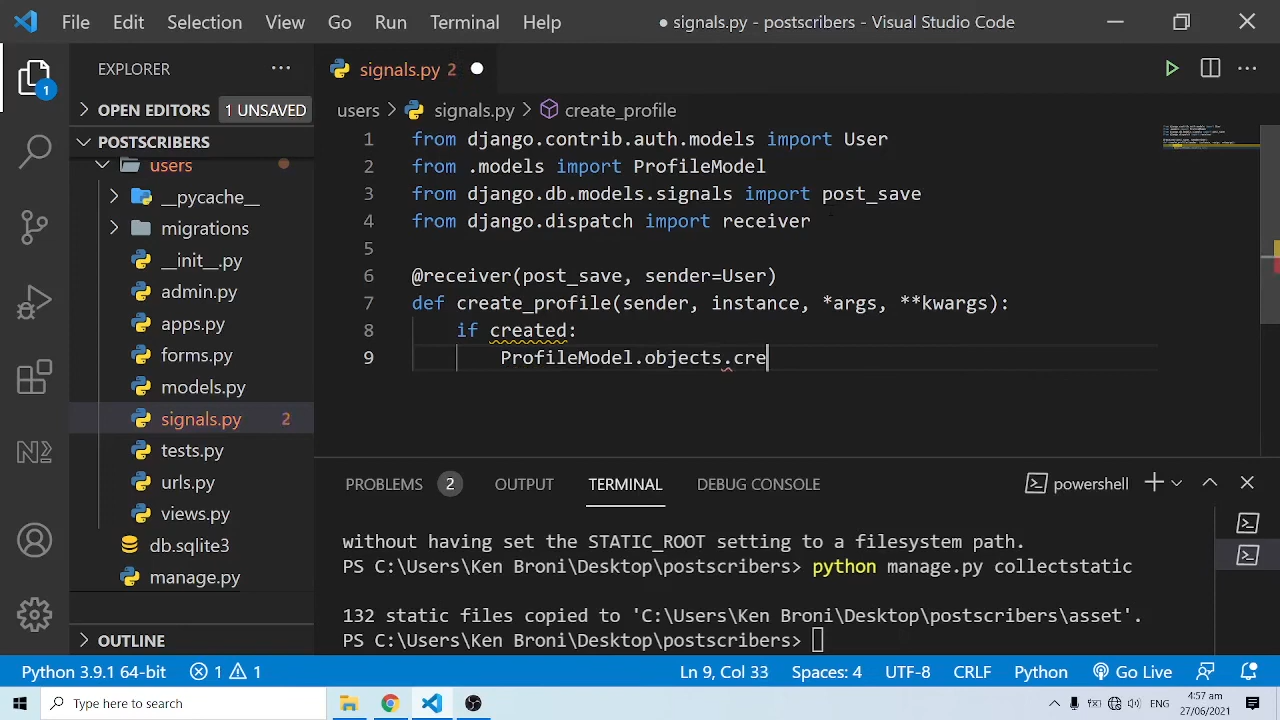 File Edit Selection View Go Run Terminal Help
● signals.py - postscribers - Visual Studio Code
EXPLORER
OPEN EDITORS 1 UNSAVED
POSTSCRIBERS
users
__pycache__
migrations
__init__.py
admin.py
apps.py
forms.py
models.py
signals.py 2
tests.py
urls.py
views.py
db.sqlite3
manage.py
OUTLINE
1
signals.py 2
users > signals.py > create_profile
1 from django.contrib.auth.models import User
2 from .models import ProfileModel
3 from django.db.models.signals import post_save
4 from django.dispatch import receiver
5
6 @receiver(post_save, sender=User)
7 def create_profile(sender, instance, *args, **kwargs):
8 if created:
9 ProfileModel.objects.cre
PROBLEMS 2 OUTPUT TERMINAL DEBUG CONSOLE powershell
without having set the STATIC_ROOT setting to a filesystem path.
PS C:\Users\Ken Broni\Desktop\postscribers> python manage.py collectstatic
132 static files copied to 'C:\Users\Ken Broni\Desktop\postscribers\asset'.
PS C:\Users\Ken Broni\Desktop\postscribers>
Python 3.9.1 64-bit 1 1 Ln 9, Col 33 Spaces: 4 UTF-8 CRLF Python Go Live
Type here to search
ENG
4:57 am
27/06/2021